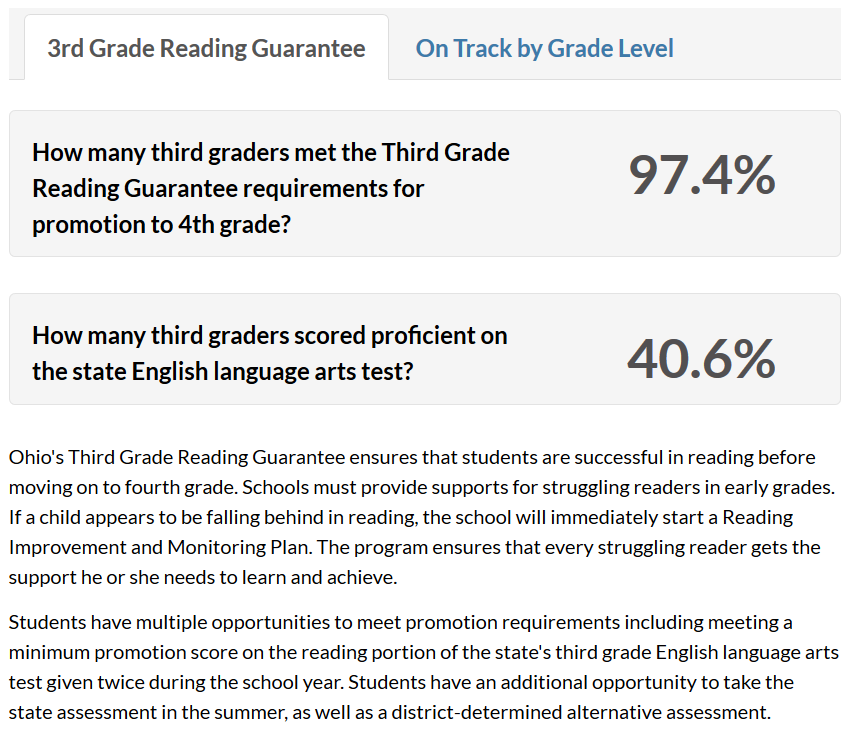 3rd Grade Reading Guarantee
On Track by Grade Level
How many third graders met the Third Grade
Reading Guarantee requirements for
promotion to 4th grade?
97.4%
How many third graders scored proficient on
the state English language arts test?
40.6%
Ohio's Third Grade Reading Guarantee ensures that students are successful in reading before
moving on to fourth grade. Schools must provide supports for struggling readers in early grades.
If a child appears to be falling behind in reading, the school will immediately start a Reading
Improvement and Monitoring Plan. The program ensures that every struggling reader gets the
support he or she needs to learn and achieve.
Students have multiple opportunities to meet promotion requirements including meeting a
minimum promotion score on the reading portion of the state's third grade English language arts
test given twice during the school year. Students have an additional opportunity to take the
state assessment in the summer, as well as a district-determined alternative assessment.